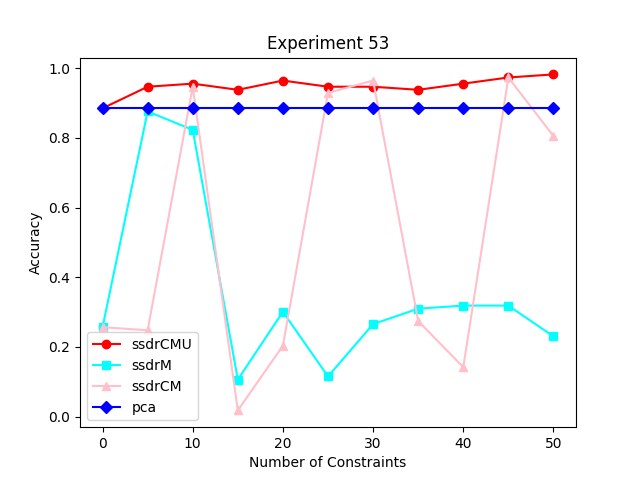 Experiment 53
Accuracy
1.0
0.8
0.6
0.4
0.2
0.0
ssdrCMU
ssdrM
ssdrCM
pca
0 10 20 30 40 50
Number of Constraints